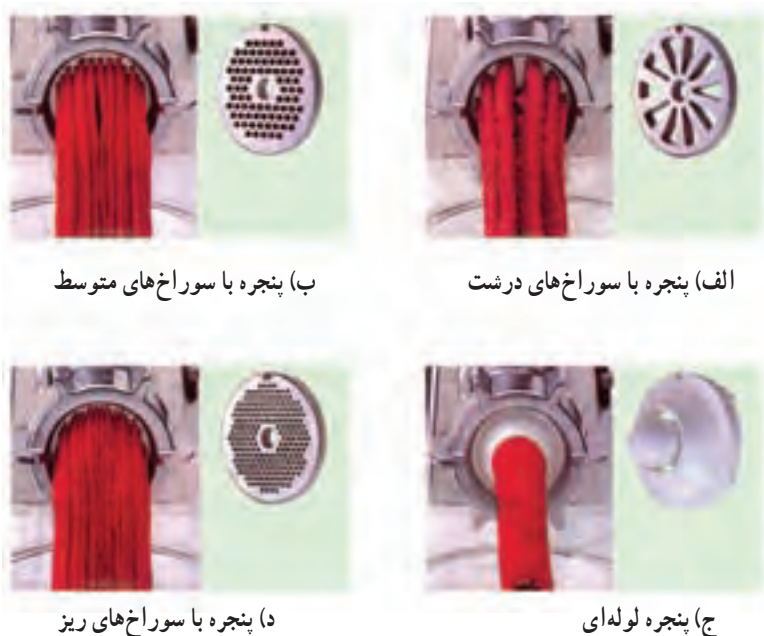 الف) پنجره با سوراخ‌های درشت
ب) پنجره با سوراخ‌های متوسط
ج) پنجره لوله‌ای
د) پنجره با سوراخ‌های ریز